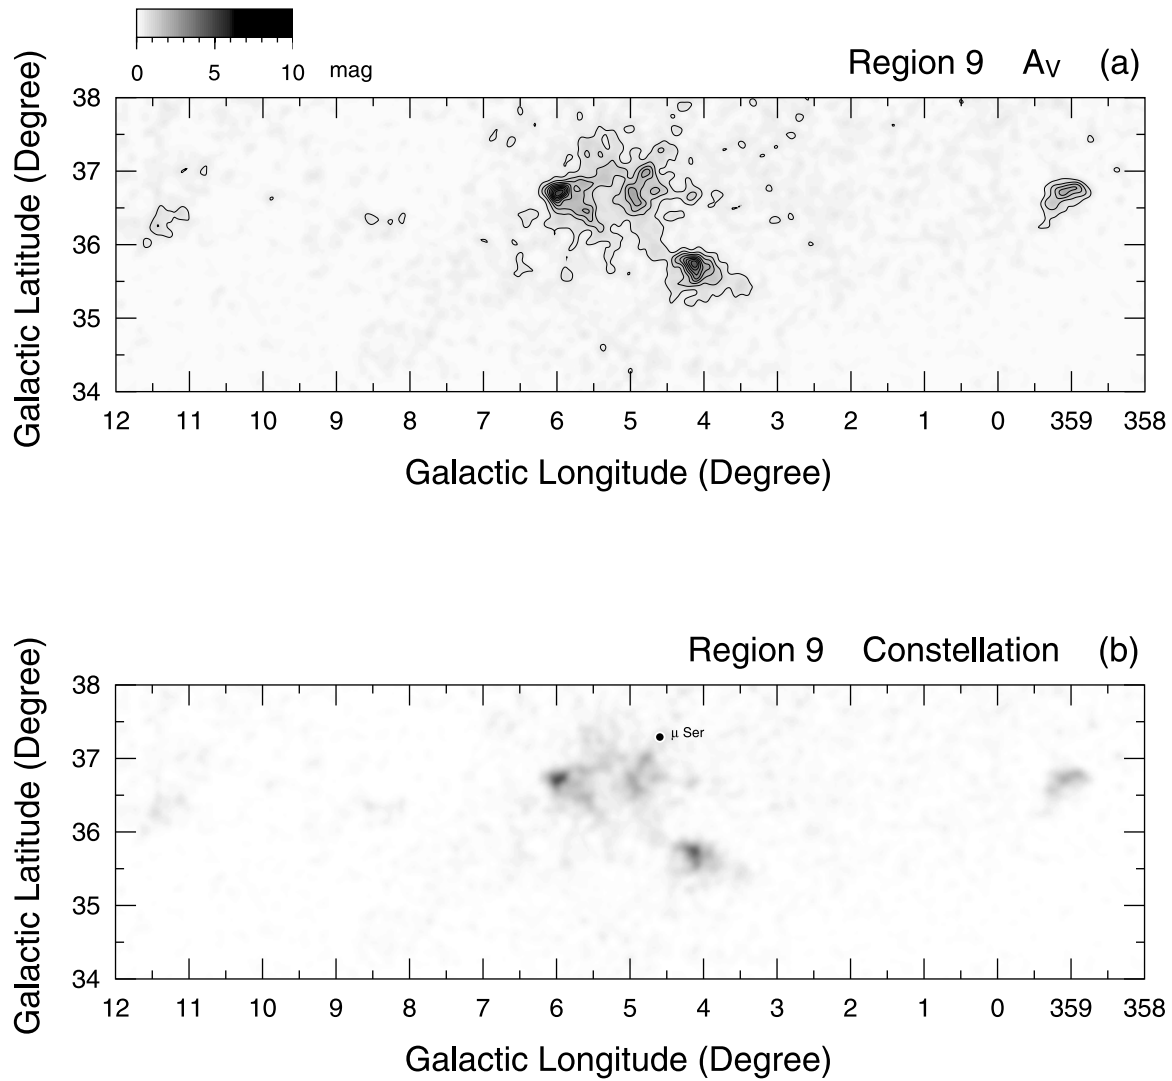 0 5 10 mag
Region 9 AV (a)
Galactic Latitude (Degree)
38
37
36
35
34
12 11 10 9 8 7 6 5 4 3 2 1 0 359 358
Galactic Longitude (Degree)
Region 9 Constellation (b)
Galactic Latitude (Degree)
38
37
36
35
34
μ Ser
12 11 10 9 8 7 6 5 4 3 2 1 0 359 358
Galactic Longitude (Degree)